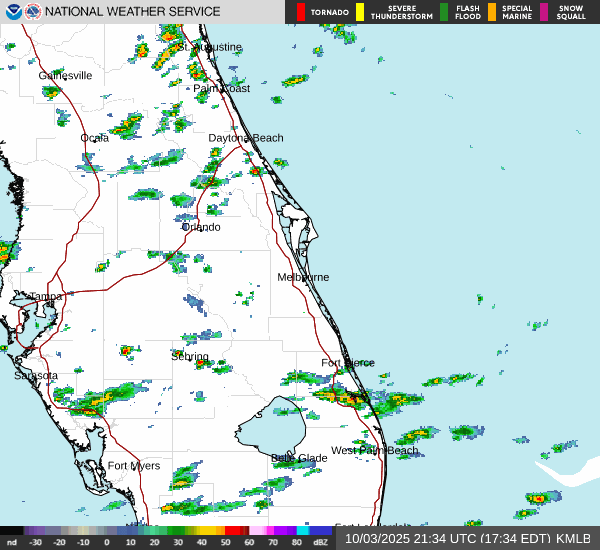 NATIONAL WEATHER SERVICE
TORNADO
SEVERE THUNDERSTORM
FLASH FLOOD
SPECIAL MARINE
SNOW SQUALL
St. Augustine
Gainesville
Palm Coast
Ocala
Daytona Beach
Orlando
Melbourne
Tampa
Sebring
Fort Pierce
Sarasota
West Palm Beach
Belle Glade
Fort Myers
Fort Lauderdale
nd -30 -20 -10 0 10 20 30 40 50 60 70 80 dBZ
10/03/2025 21:34 UTC (17:34 EDT) KMLB